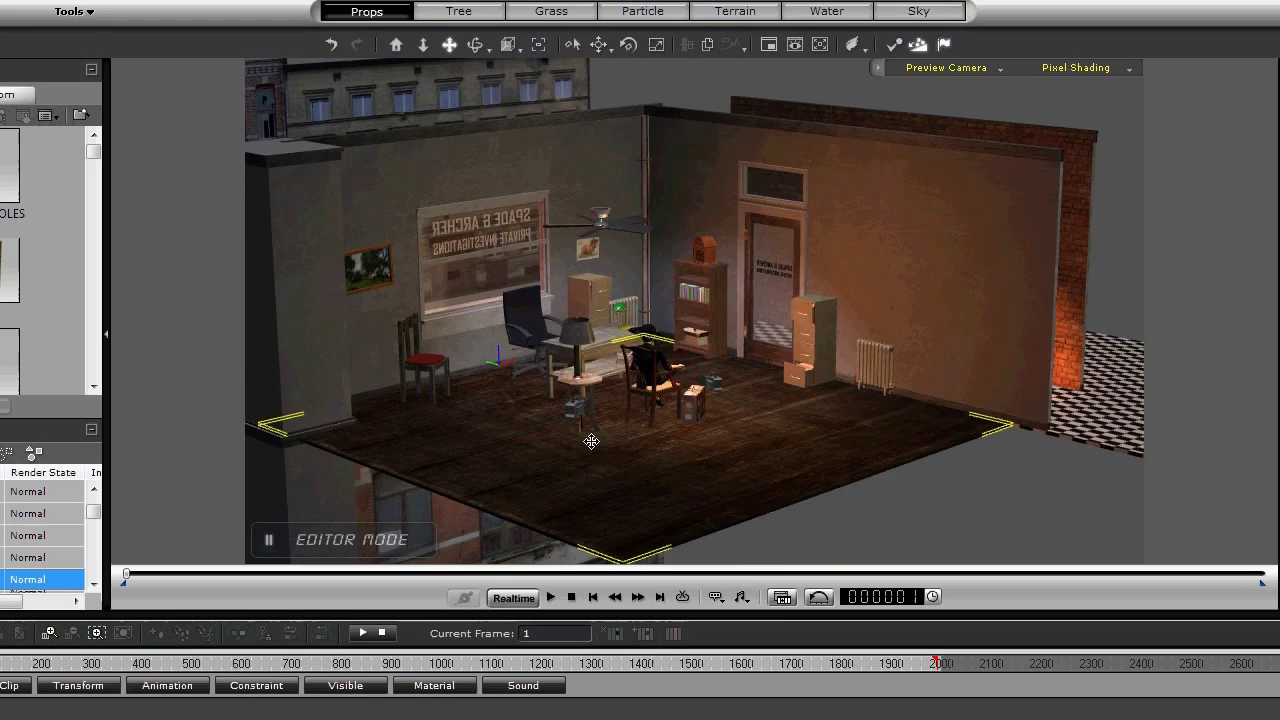 Tools
Props
Tree
Grass
Particle
Terrain
Water
Sky
Preview Camera
Pixel Shading
om
OLES
SPADE & ARCHER
PRIVATE INVESTIGATIONS
SPADE & ARCHER
Render State
In
Normal
Normal
Normal
Normal
Normal
EDITOR MODE
Realtime
000001
Current Frame:
1
200 300 400 500 600 700 800 900 1000 1100 1200 1300 1400 1500 1600 1700 1800 1900 2000 2100 2200 2300 2400 2500 2600
Clip
Transform
Animation
Constraint
Visible
Material
Sound